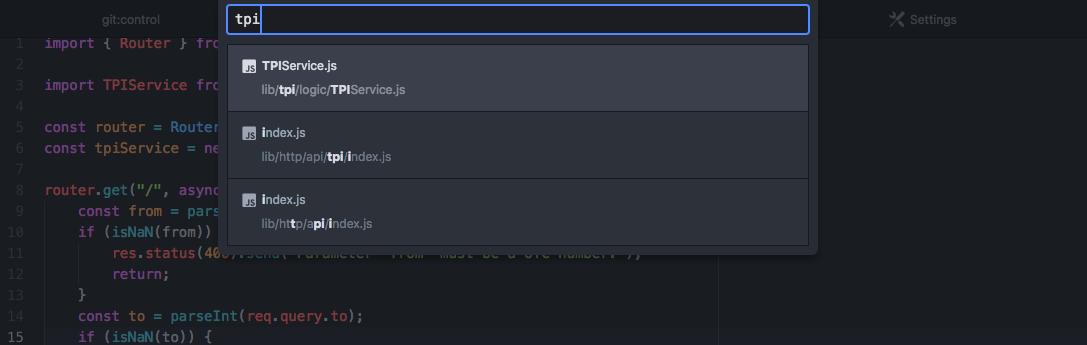 git:control
Settings
tpi
JS TPIService.js
lib/tpi/logic/TPIService.js
JS index.js
lib/http/api/tpi/index.js
JS index.js
lib/http/api/index.js
1 import { Router } fro
2
3 import TPIService fro
4
5 const router = Router
6 const tpiService = ne
7
8 router.get("/", async
9 const from = pars
10 if (isNaN(from))
11 res.status(400).send("Parameter must be a number.");
12 return;
13 }
14 const to = parseInt(req.query.to);
15 if (isNaN(to)) {